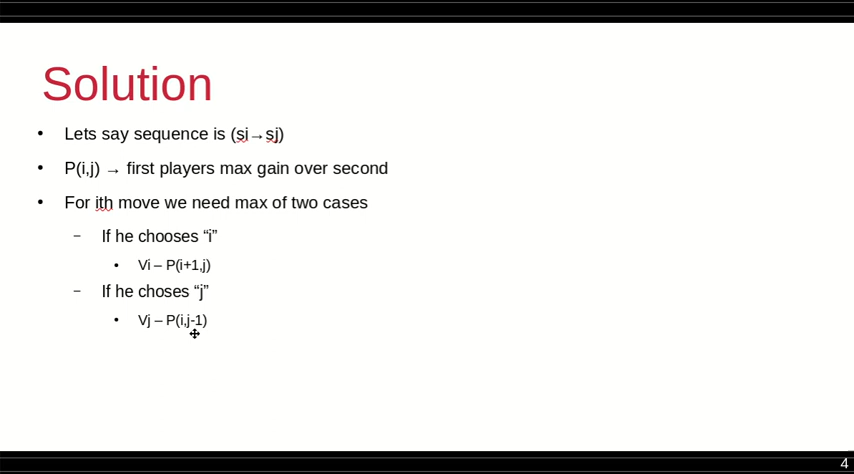 Solution
• Lets say sequence is (si→sj)
• P(i,j) → first players max gain over second
• For ith move we need max of two cases
– If he chooses “i”
• Vi – P(i+1,j)
– If he choses “j”
• Vj – P(i,j-1)
4